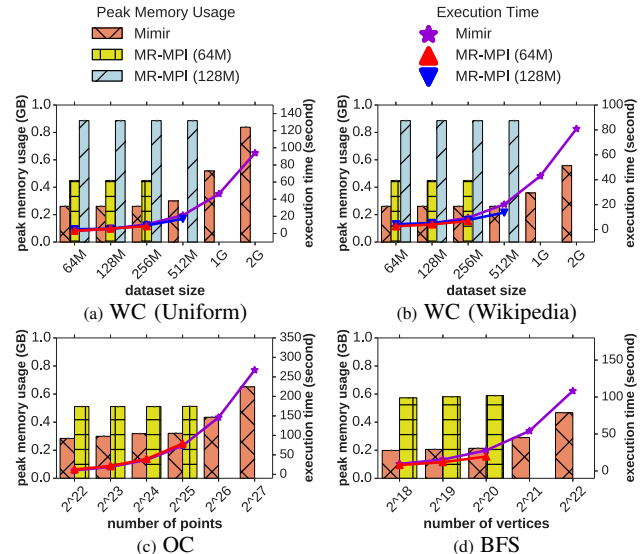 Peak Memory Usage Execution Time
Mimir Mimir
MR-MPI (64M) MR-MPI (64M)
MR-MPI (128M) MR-MPI (128M)
peak memory usage (GB)
1.0
0.8
0.6
0.4
0.2
0.0
64M 128M 256M 512M 1G 2G
dataset size
140
120
100
80
60
40
20
0
execution time (second)
(a) WC (Uniform)
peak memory usage (GB)
1.0
0.8
0.6
0.4
0.2
0.0
64M 128M 256M 512M 1G 2G
dataset size
100
80
60
40
20
0
execution time (second)
(b) WC (Wikipedia)
peak memory usage (GB)
1.0
0.8
0.6
0.4
0.2
0.0
2^22 2^23 2^24 2^25 2^26 2^27
number of points
350
300
250
200
150
100
50
0
execution time (second)
(c) OC
peak memory usage (GB)
1.0
0.8
0.6
0.4
0.2
0.0
2^18 2^19 2^20 2^21 2^22
number of vertices
150
100
50
0
execution time (second)
(d) BFS